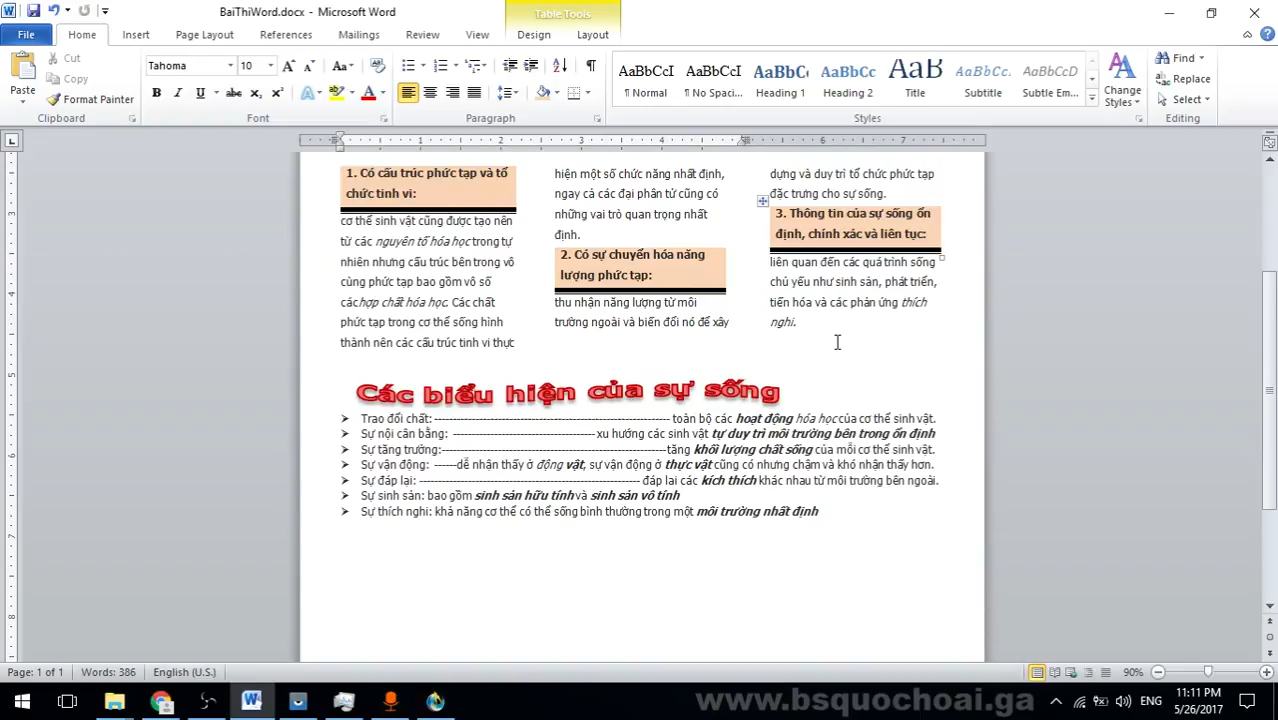 BaiThiWord.docx - Microsoft Word
Table Tools
File Home Insert Page Layout References Mailings Review View Design Layout
Cut
Copy
Format Painter
Paste
Clipboard
Tahoma 10
Font
Paragraph
AaBbCcI AaBbCcI AaBbC AaBbCc AaB AaBbCcI AaBbCcI
¶ Normal ¶ No Spaci... Heading 1 Heading 2 Title Subtitle Subtle Em...
Change Styles
Styles
Find
Replace
Select
Editing
1 2 3 4 6 7
1. Có cấu trúc phức tạp và tổ
chức tinh vi:
cơ thể sinh vật cũng được tạo nên
từ các nguyên tố hóa học trong tự
nhiên nhưng cấu trúc bên trong vô
cùng phức tạp bao gồm vô số
cáchợp chất hóa học. Các chất
phức tạp trong cơ thể sống hình
thành nên các cấu trúc tinh vi thực
hiện một số chức năng nhất định,
ngay cả các đại phân tử cũng có
những vai trò quan trọng nhất
định.
2. Có sự chuyển hóa năng
lượng phức tạp:
thu nhận năng lượng từ môi
trường ngoài và biến đổi nó để xây
dựng và duy trì tổ chức phức tạp
đặc trưng cho sự sống.
3. Thông tin của sự sống ổn
định, chính xác và liên tục:
liên quan đến các quá trình sống
chủ yếu như sinh sản, phát triển,
tiến hóa và các phản ứng thích
nghi.
Các biểu hiện của sự sống
Trao đổi chất: ---------------------------------------------------------------- toàn bộ các hoạt động hóa học của cơ thể sinh vật.
Sự nội cân bằng: -------------------------------------- xu hướng các sinh vật tự duy trì môi trường bên trong ổn định
Sự tăng trưởng:------------------------------------------------------------tăng khối lượng chất sống của mỗi cơ thể sinh vật.
Sự vận động: ------dễ nhận thấy ở động vật, sự vận động ở thực vật cũng có nhưng chậm và khó nhận thấy hơn.
Sự đáp lại: ----------------------------------------------------------- đáp lại các kích thích khác nhau từ môi trường bên ngoài.
Sự sinh sản: bao gồm sinh sản hữu tính và sinh sản vô tính
Sự thích nghi: khả năng cơ thể có thể sống bình thường trong một môi trường nhất định
Page: 1 of 1 Words: 386 English (U.S.) 90%
www.bsquochoai.ga
ENG
11:11 PM
5/26/2017